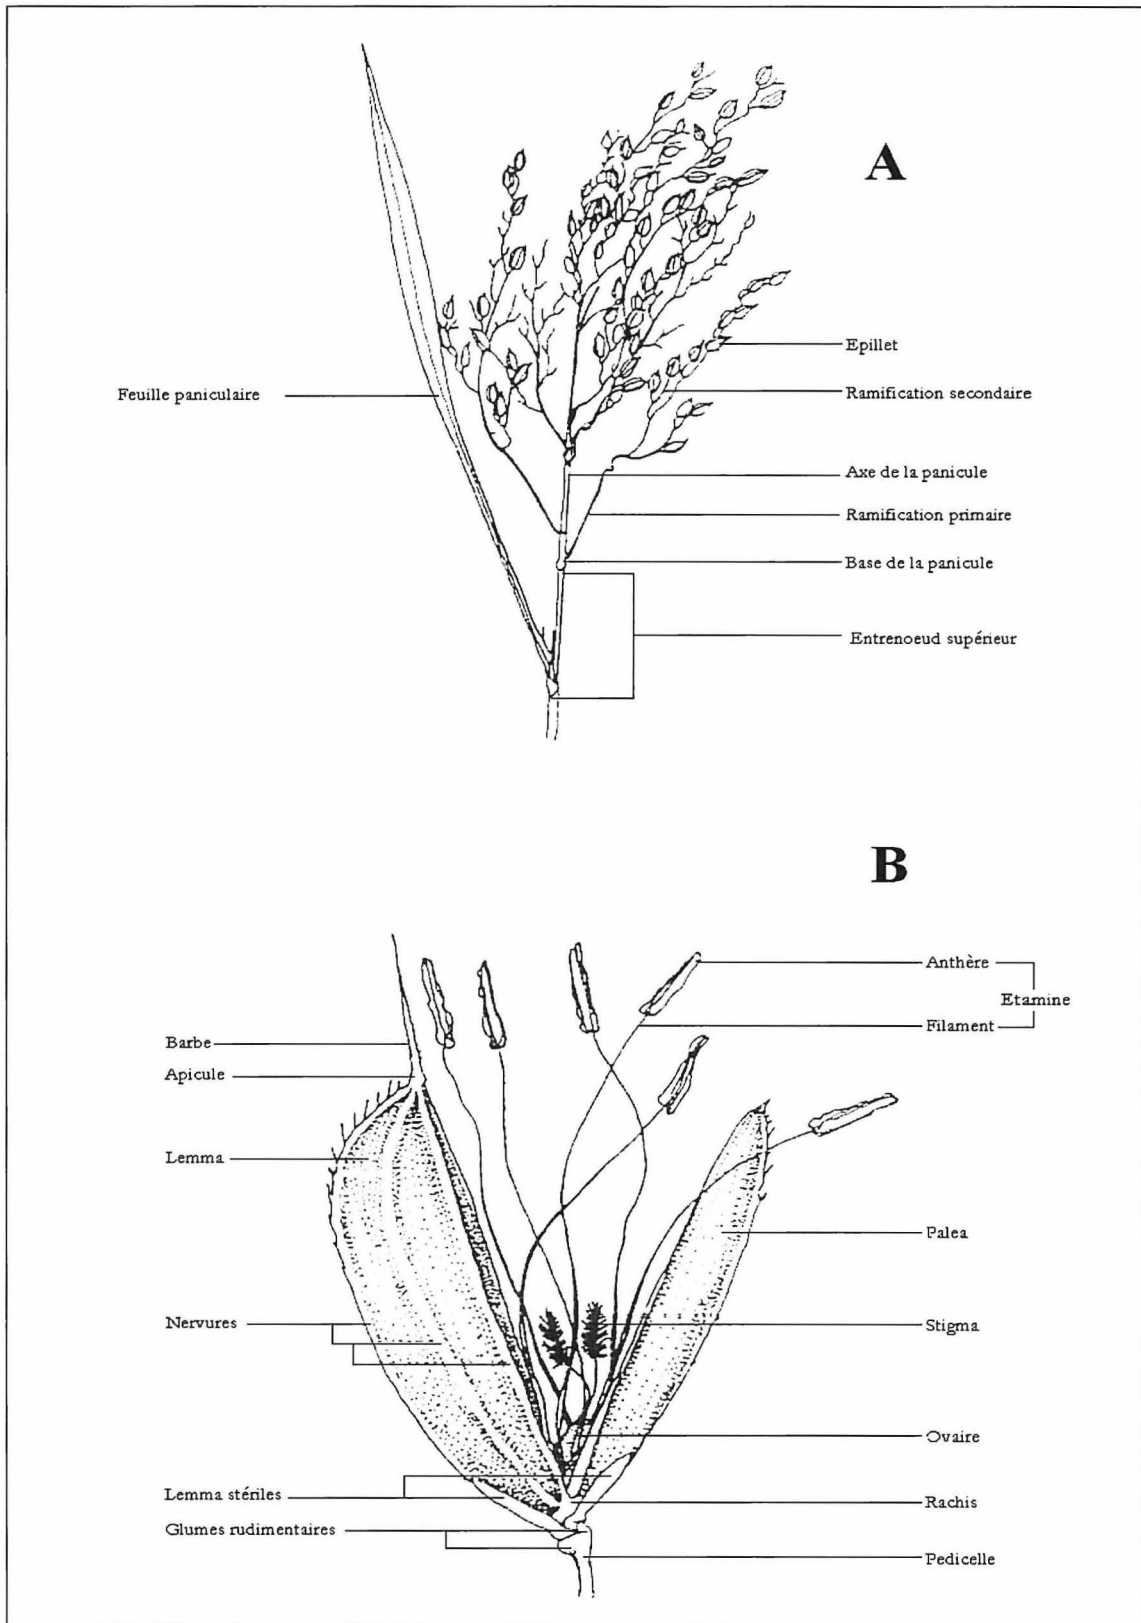 A
Epillet
Feuille paniculaire
Ramification secondaire
Axe de la panicule
Ramification primaire
Base de la panicule
Entrenoeud supérieur
B
Anthère
Etamine
Filament
Barbe
Apicule
Lemma
Palea
Nervures
Stigma
Ovaire
Lemma stériles
Rachis
Glumes rudimentaires
Pedicelle